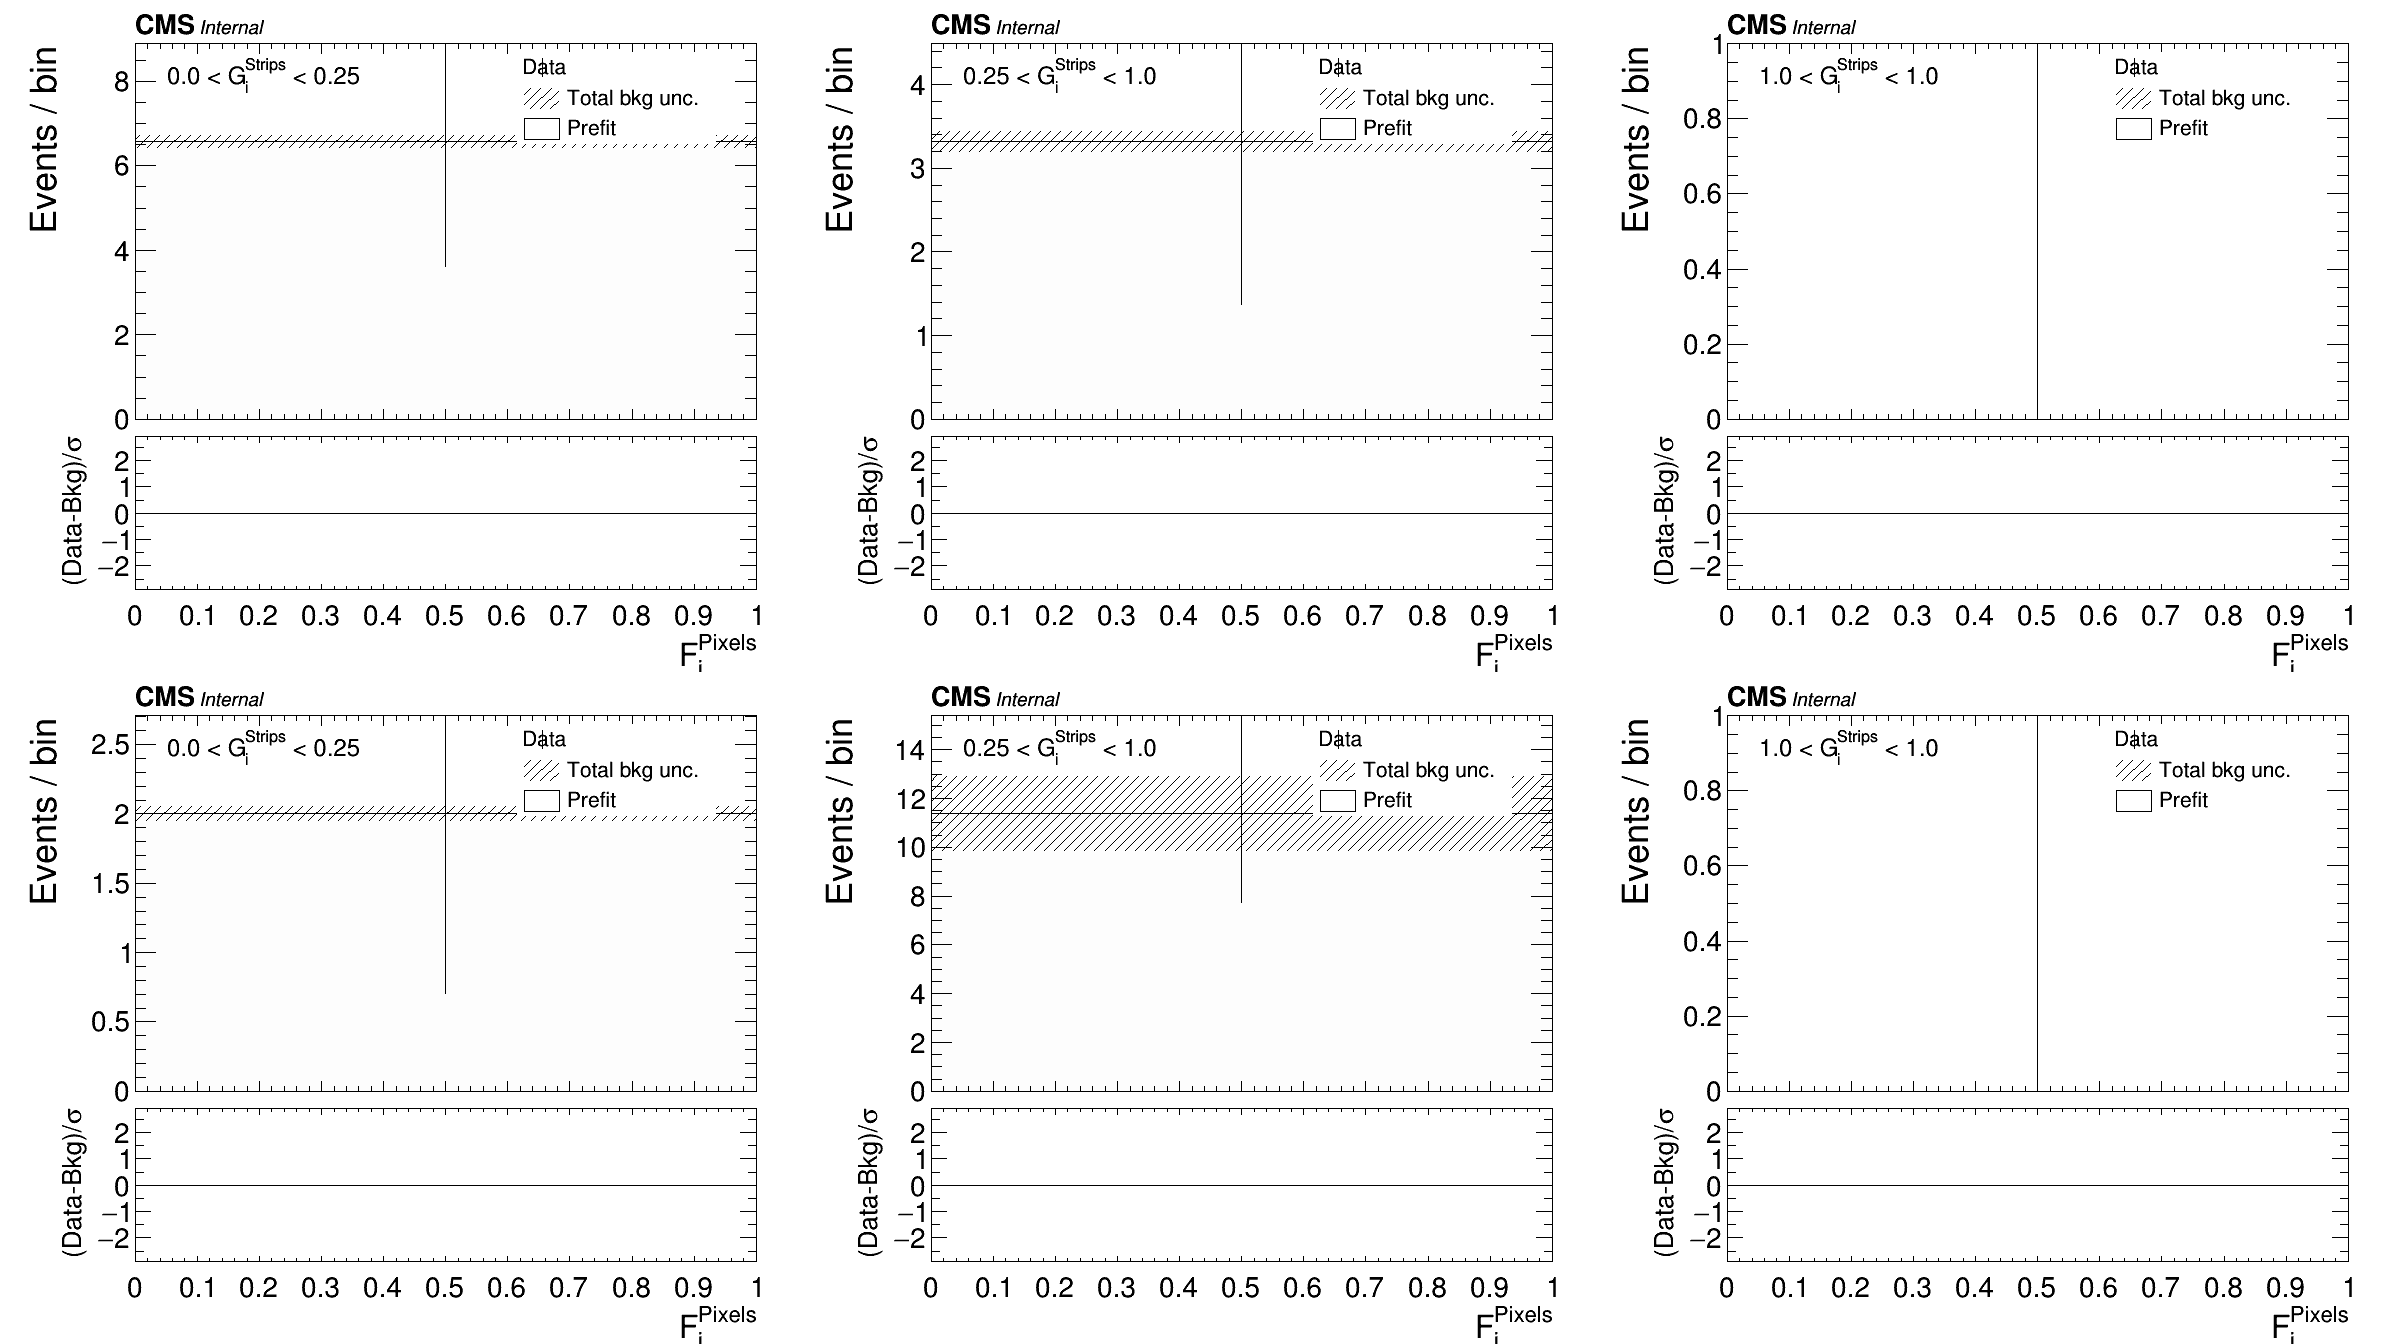 CMS Internal
0.0 < G_i^Strips < 0.25
Data
Total bkg unc.
Prefit
Events / bin
8
6
4
2
0
(Data-Bkg)/σ
2
1
0
−1
−2
0 0.1 0.2 0.3 0.4 0.5 0.6 0.7 0.8 0.9 1
F_i^Pixels
CMS Internal
0.25 < G_i^Strips < 1.0
Data
Total bkg unc.
Prefit
Events / bin
4
3
2
1
0
(Data-Bkg)/σ
2
1
0
−1
−2
0 0.1 0.2 0.3 0.4 0.5 0.6 0.7 0.8 0.9 1
F_i^Pixels
CMS Internal
1.0 < G_i^Strips < 1.0
Data
Total bkg unc.
Prefit
Events / bin
1
0.8
0.6
0.4
0.2
0
(Data-Bkg)/σ
2
1
0
−1
−2
0 0.1 0.2 0.3 0.4 0.5 0.6 0.7 0.8 0.9 1
F_i^Pixels
CMS Internal
0.0 < G_i^Strips < 0.25
Data
Total bkg unc.
Prefit
Events / bin
2.5
2
1.5
1
0.5
0
(Data-Bkg)/σ
2
1
0
−1
−2
0 0.1 0.2 0.3 0.4 0.5 0.6 0.7 0.8 0.9 1
F_i^Pixels
CMS Internal
0.25 < G_i^Strips < 1.0
Data
Total bkg unc.
Prefit
Events / bin
14
12
10
8
6
4
2
0
(Data-Bkg)/σ
2
1
0
−1
−2
0 0.1 0.2 0.3 0.4 0.5 0.6 0.7 0.8 0.9 1
F_i^Pixels
CMS Internal
1.0 < G_i^Strips < 1.0
Data
Total bkg unc.
Prefit
Events / bin
1
0.8
0.6
0.4
0.2
0
(Data-Bkg)/σ
2
1
0
−1
−2
0 0.1 0.2 0.3 0.4 0.5 0.6 0.7 0.8 0.9 1
F_i^Pixels